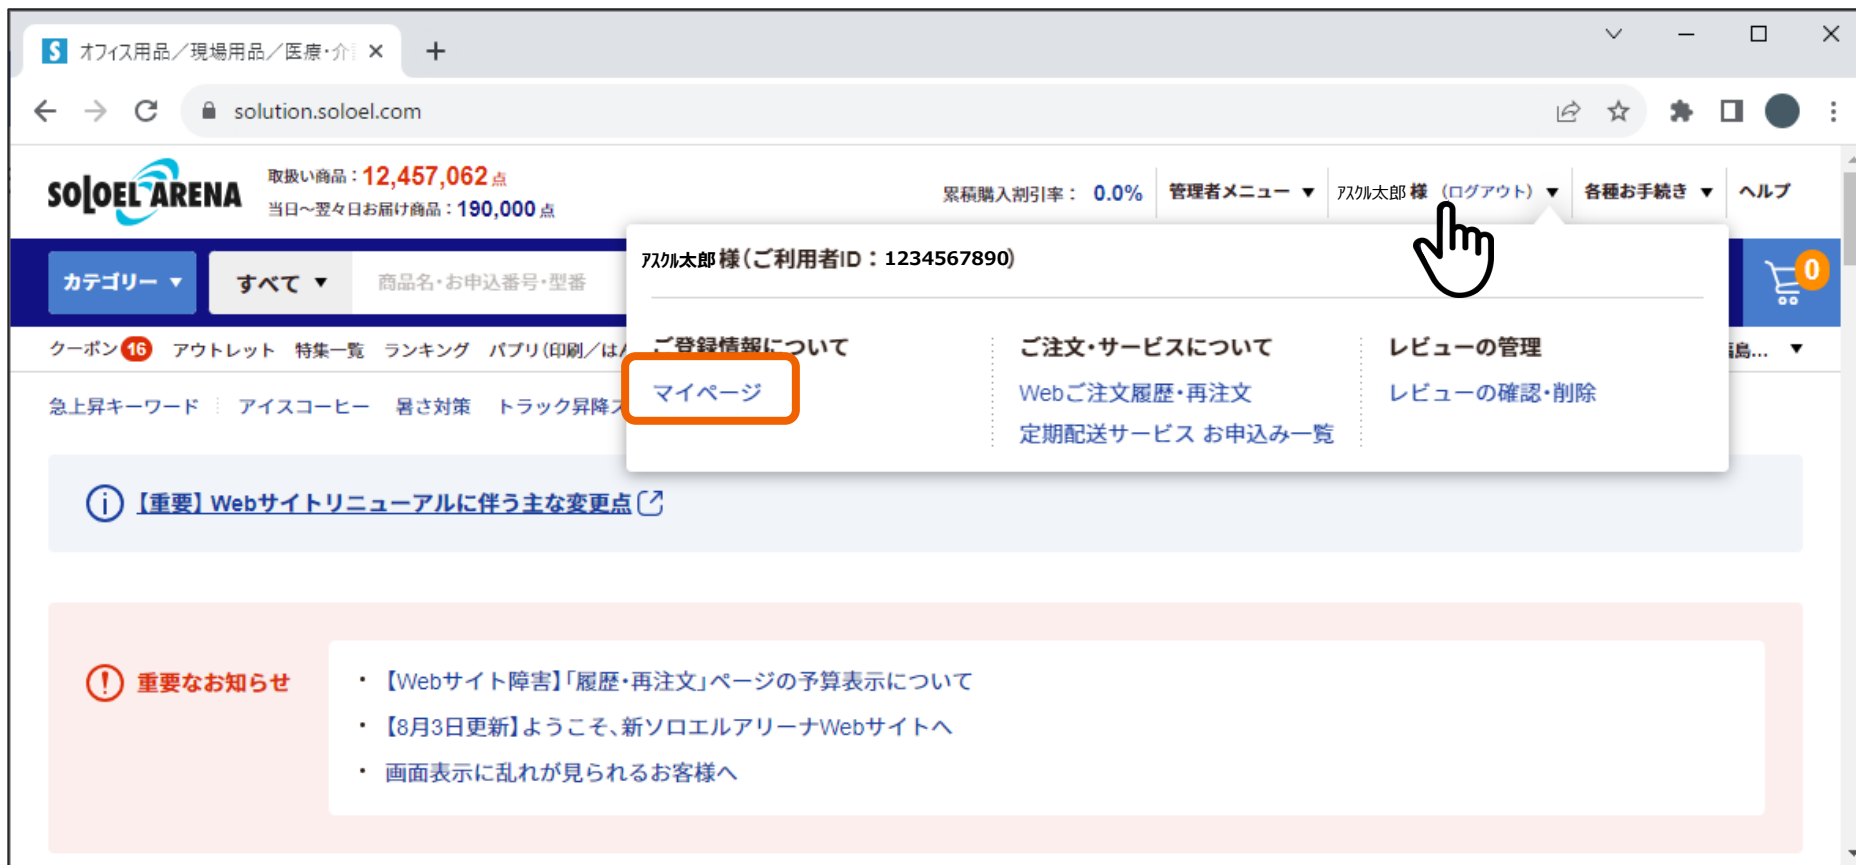 オフィス用品／現場用品／医療・介
solution.soloel.com
SOLOEL ARENA
取扱い商品：12,457,062点
当日～翌々日お届け商品：190,000点
累積購入割引率： 0.0%
管理者メニュー ▼
ｱｽｸﾙ太郎 様 （ログアウト） ▼
各種お手続き ▼
ヘルプ
カテゴリー ▼
すべて ▼
商品名・お申込番号・型番
0
ｱｽｸﾙ太郎 様（ご利用者ID：1234567890）
クーポン 16 アウトレット 特集一覧 ランキング パプリ（印刷／は
島... ▼
ご登録情報について
マイページ
ご注文・サービスについて
Webご注文履歴・再注文
定期配送サービス お申込み一覧
レビューの管理
レビューの確認・削除
急上昇キーワード アイスコーヒー 暑さ対策 トラック昇降
【重要】Webサイトリニューアルに伴う主な変更点
重要なお知らせ
・【Webサイト障害】「履歴・再注文」ページの予算表示について
・【8月3日更新】ようこそ、新ソロエルアリーナWebサイトへ
・ 画面表示に乱れが見られるお客様へ